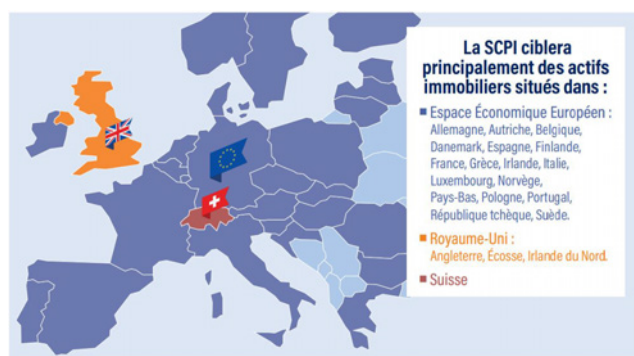 La SCPI ciblera
principalement des actifs
immobiliers situés dans :
Espace Économique Européen :
Allemagne, Autriche, Belgique,
Danemark, Espagne, Finlande,
France, Grèce, Irlande, Italie,
Luxembourg, Norvège,
Pays-Bas, Pologne, Portugal,
République tchèque, Suède.
Royaume-Uni :
Angleterre, Écosse, Irlande du Nord.
Suisse